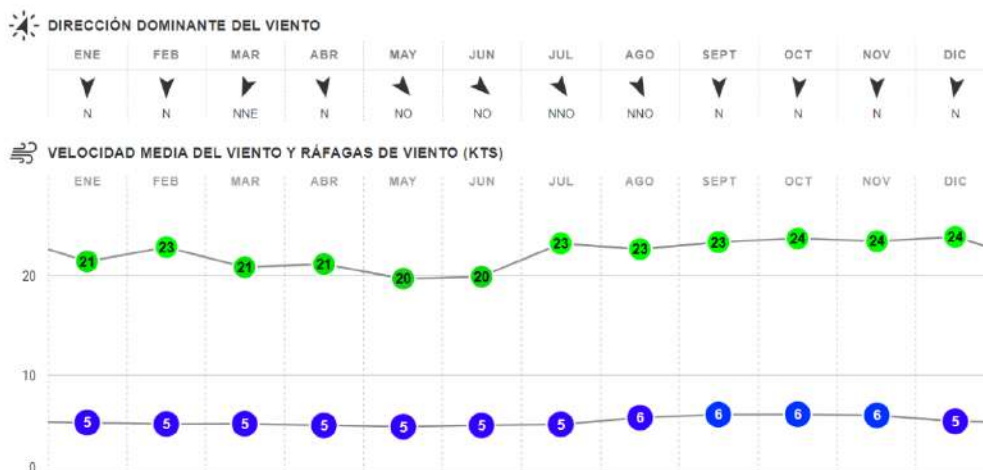 DIRECCIÓN DOMINANTE DEL VIENTO
ENE FEB MAR ABR MAY JUN JUL AGO SEPT OCT NOV DIC
N N NNE N NO NO NNO NNO N N N N
VELOCIDAD MEDIA DEL VIENTO Y RÁFAGAS DE VIENTO (KTS)
ENE FEB MAR ABR MAY JUN JUL AGO SEPT OCT NOV DIC
21 23 21 21 20 20 23 23 23 24 24 24
20
10
5 5 5 5 5 5 5 6 6 6 6 5
0